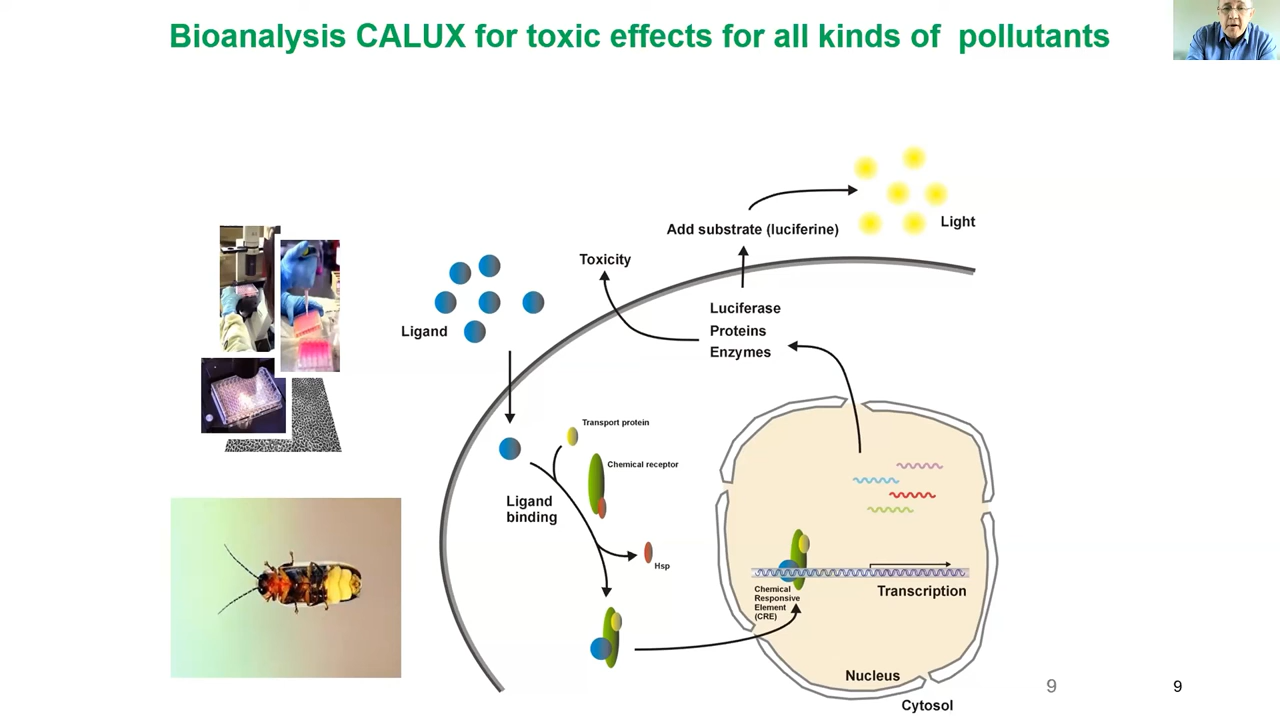 Bioanalysis CALUX for toxic effects for all kinds of pollutants
Light
Add substrate (luciferine)
Toxicity
Luciferase
Proteins
Enzymes
Ligand
Transport protein
Chemical receptor
Ligand
binding
Hsp
Chemical
Responsive
Element
(CRE)
Transcription
Nucleus
Cytosol
9
9